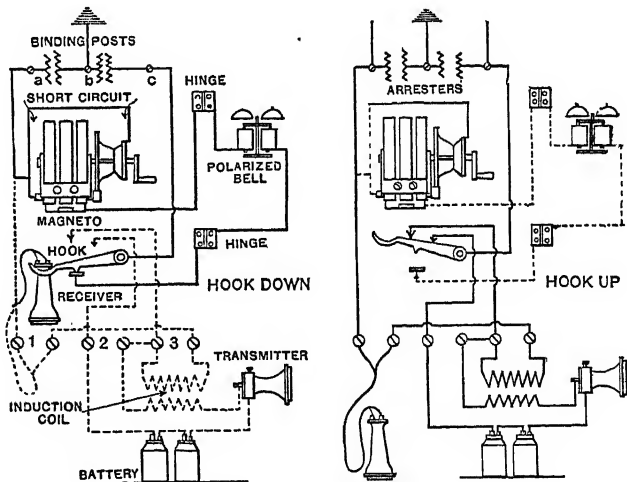 BINDING POSTS
a b c
SHORT CIRCUIT
HINGE
POLARIZED
BELL
MAGNETO
HOOK
HINGE
RECEIVER
HOOK DOWN
1 2 3
TRANSMITTER
INDUCTION
COIL
BATTERY
ARRESTERS
HOOK UP